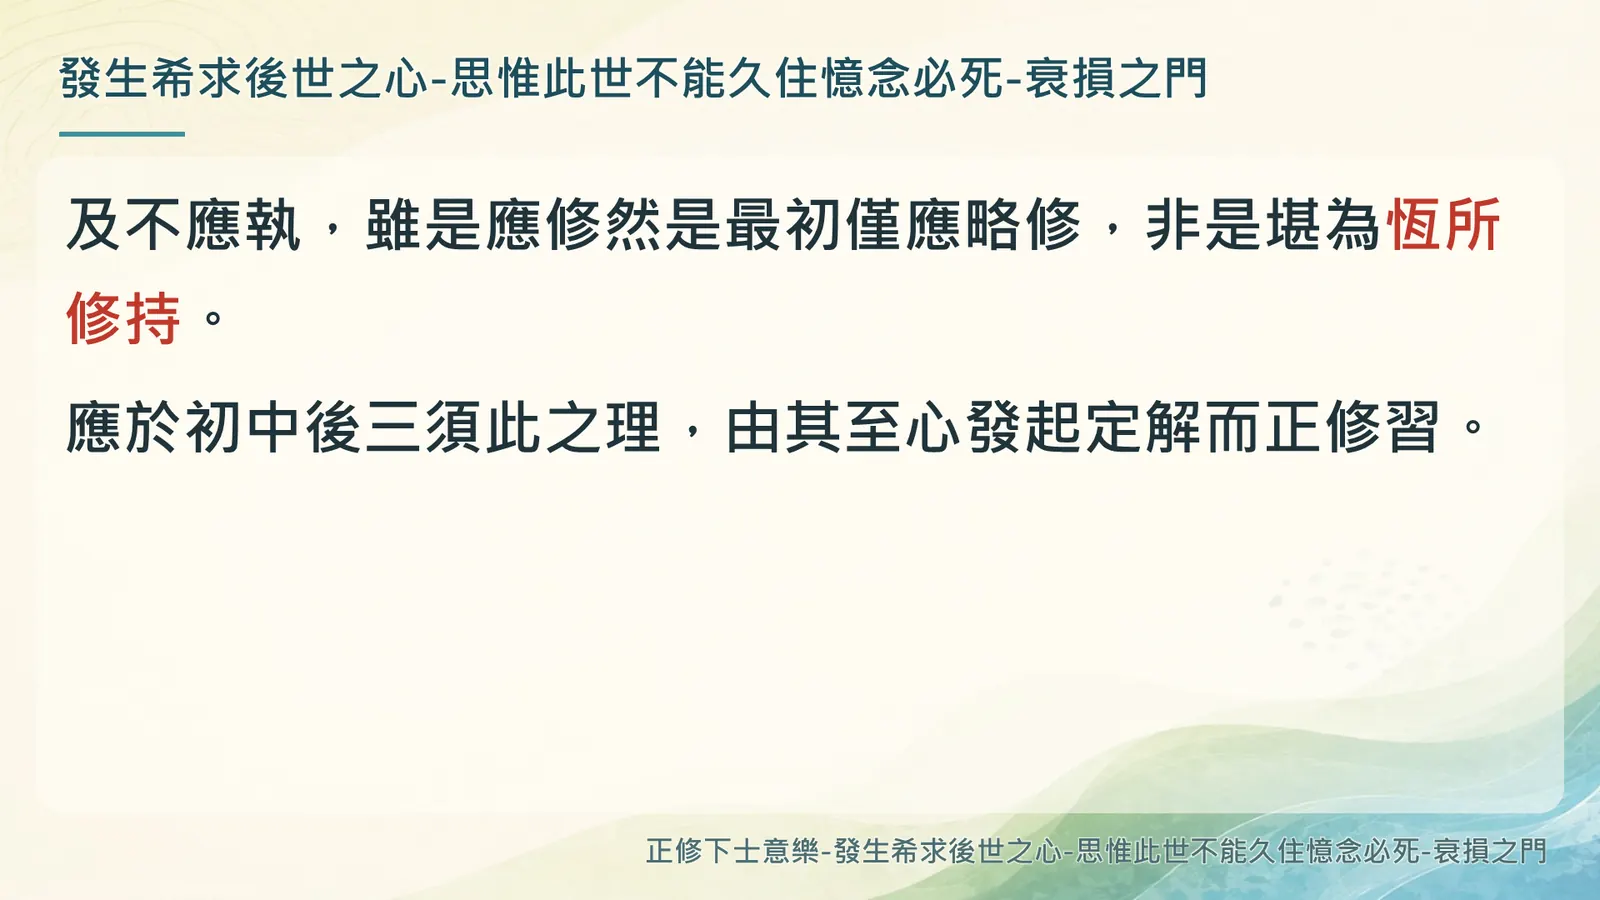 發生希求後世之心-思惟此世不能久住憶念必死-衰損之門
及不應執，雖是應修然是最初僅應略修，非是堪為恆所
修持。
應於初中後三須此之理，由其至心發起定解而正修習。
正修下士意樂-發生希求後世之心-思惟此世不能久住憶念必死-衰損之門